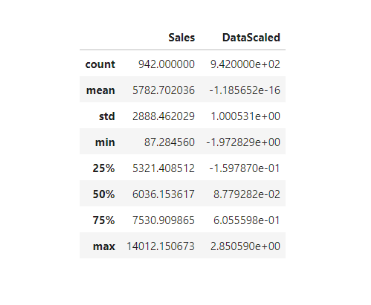 Sales DataScaled
count 942.000000 9.420000e+02
mean 5782.702036 -1.185652e-16
std 2888.462029 1.000531e+00
min 87.284560 -1.972829e+00
25% 5321.408512 -1.597870e-01
50% 6036.153617 8.779282e-02
75% 7530.909865 6.055598e-01
max 14012.150673 2.850590e+00